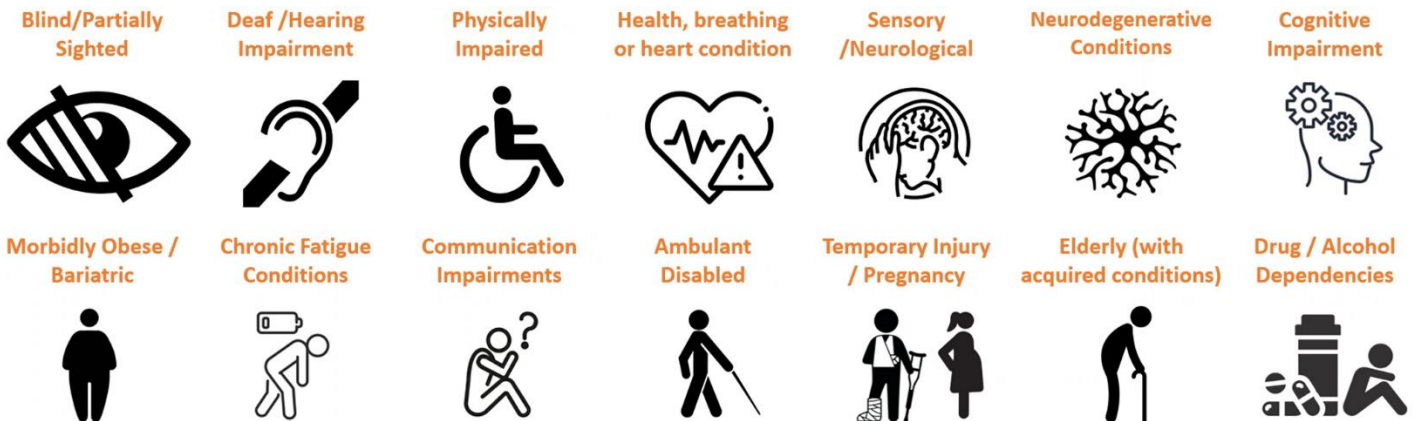 Blind/Partially
Sighted
Deaf /Hearing
Impairment
Physically
Impaired
Health, breathing
or heart condition
Sensory
/Neurological
Neurodegenerative
Conditions
Cognitive
Impairment
Morbidly Obese /
Bariatric
Chronic Fatigue
Conditions
Communication
Impairments
Ambulant
Disabled
Temporary Injury
/ Pregnancy
Elderly (with
acquired conditions)
Drug / Alcohol
Dependencies